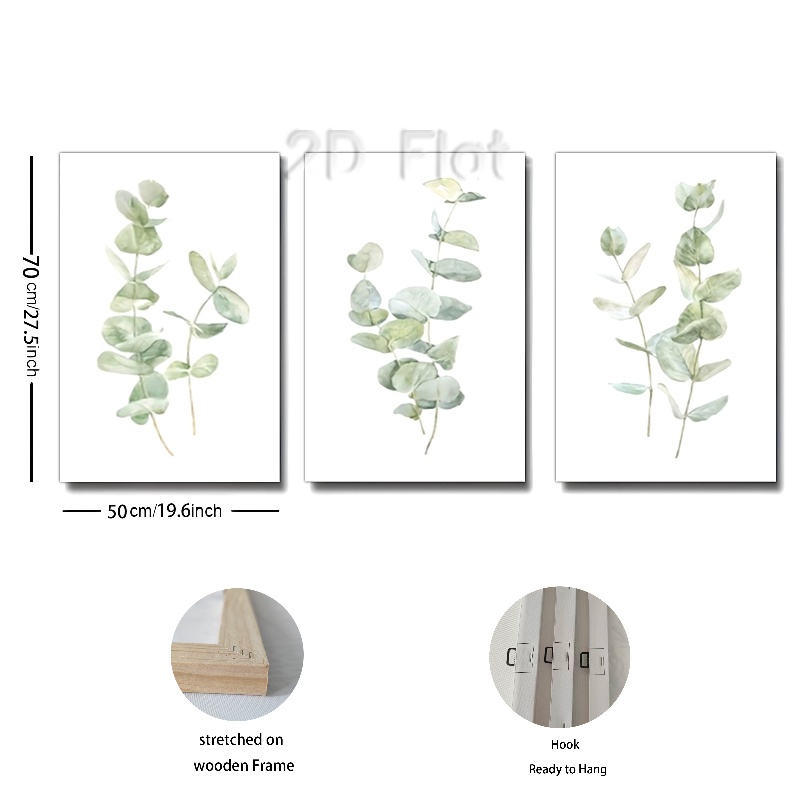 2D Flat
70 cm/27.5inch
50cm/19.6inch
stretched on
wooden Frame
Hook
Ready to Hang